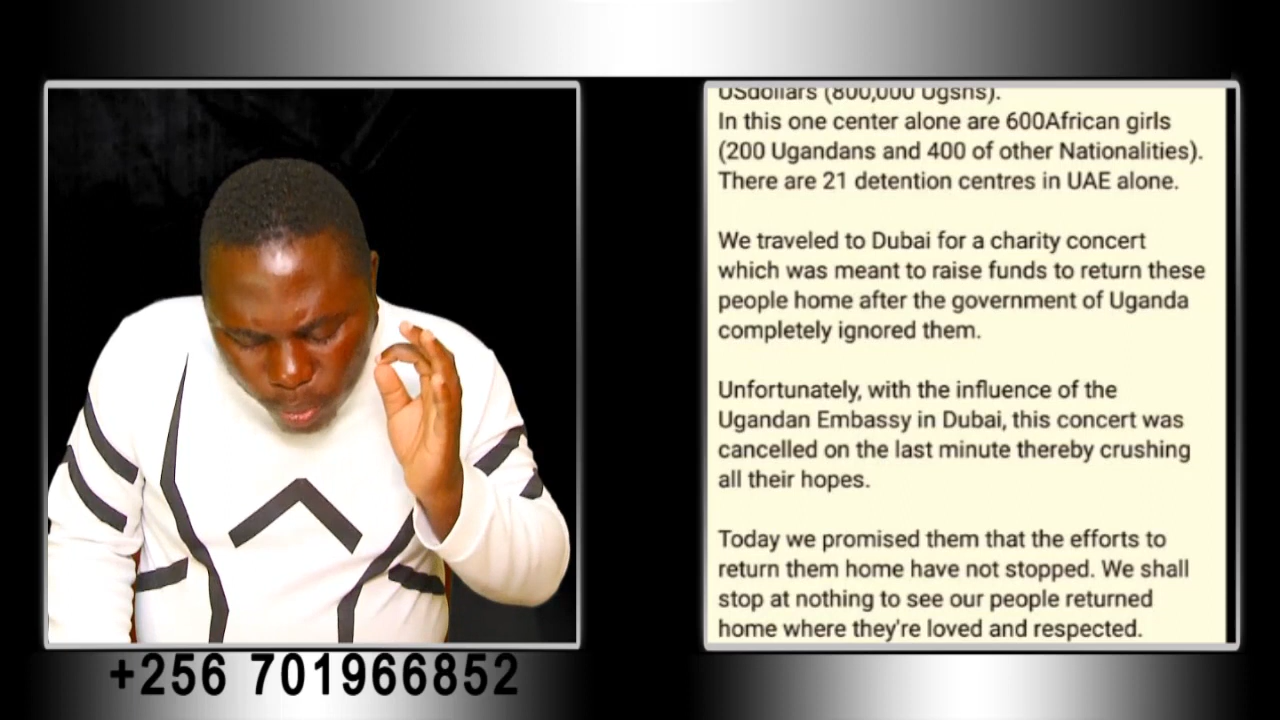 USdollars (800,000 Ugshs).
In this one center alone are 600African girls
(200 Ugandans and 400 of other Nationalities).
There are 21 detention centres in UAE alone.
We traveled to Dubai for a charity concert
which was meant to raise funds to return these
people home after the government of Uganda
completely ignored them.
Unfortunately, with the influence of the
Ugandan Embassy in Dubai, this concert was
cancelled on the last minute thereby crushing
all their hopes.
Today we promised them that the efforts to
return them home have not stopped. We shall
stop at nothing to see our people returned
home where they're loved and respected.
+256 701966852